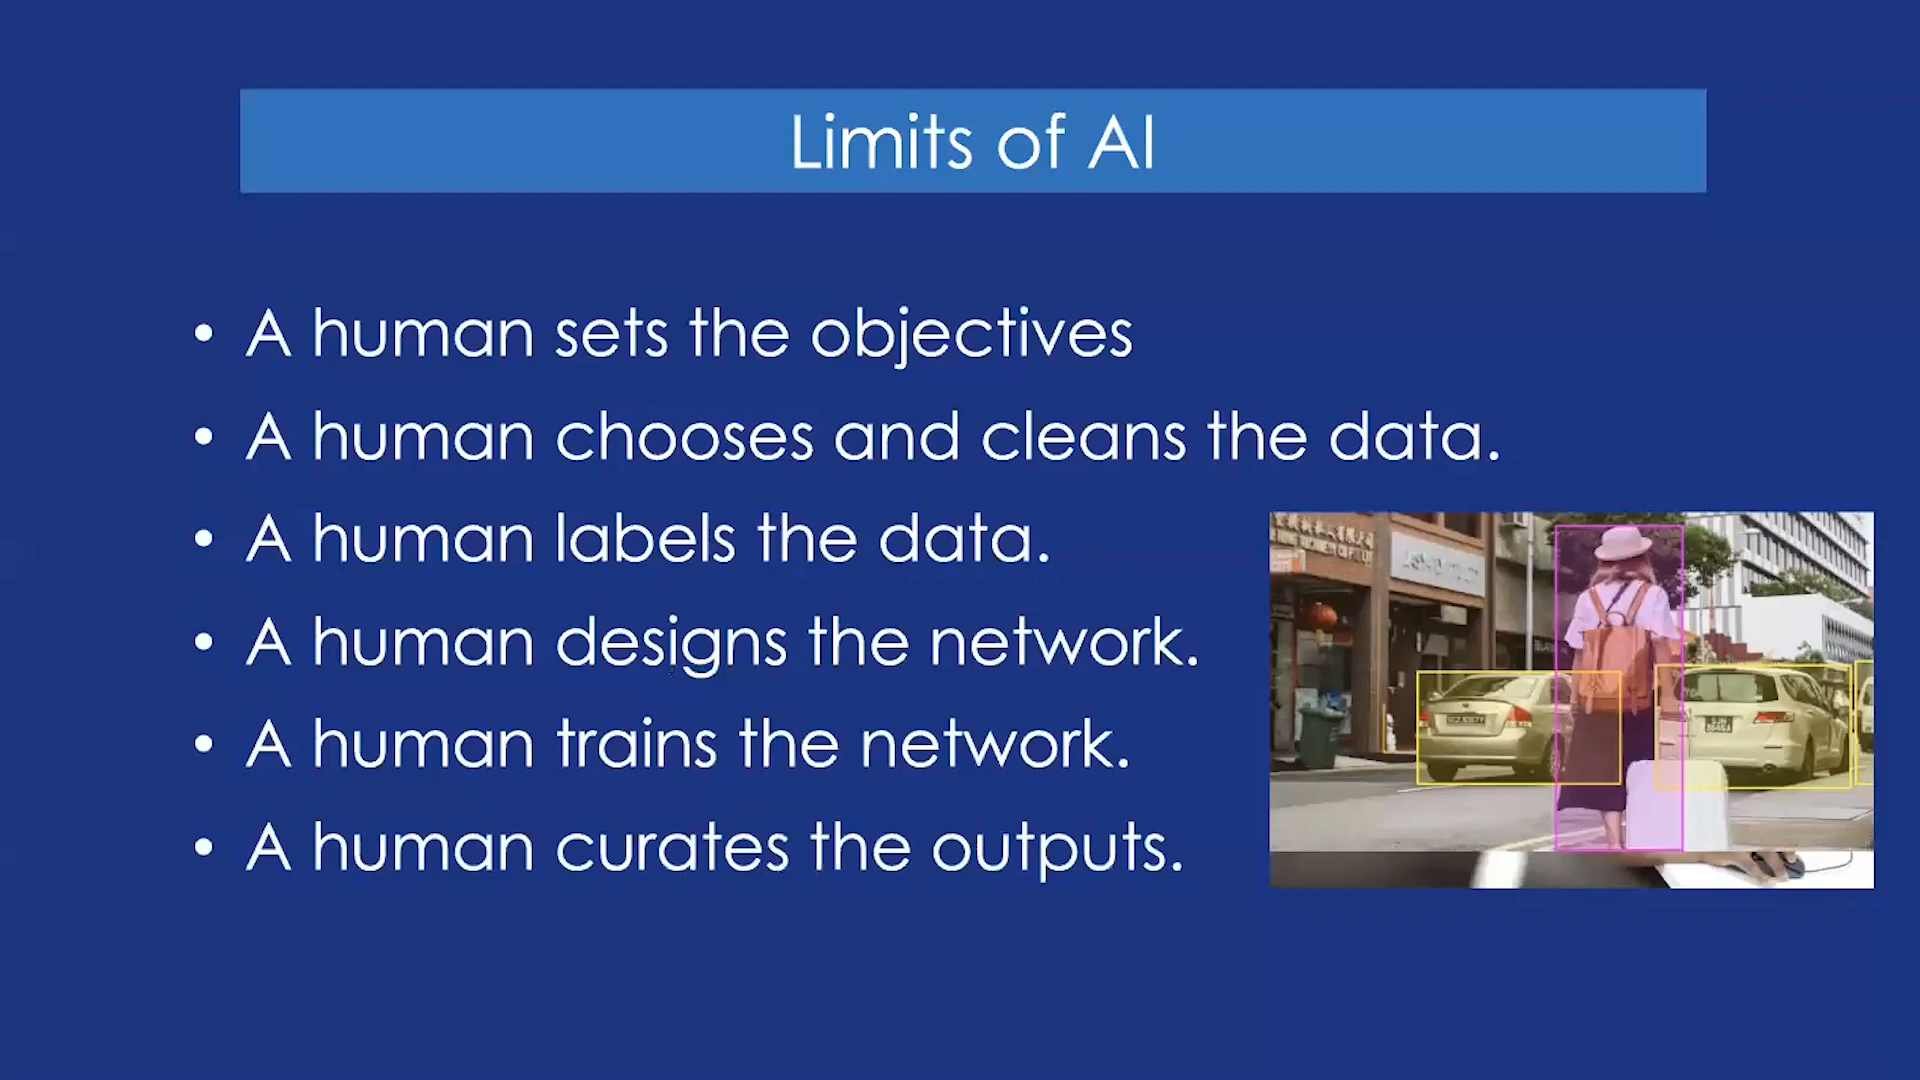 Limits of AI
• A human sets the objectives
• A human chooses and cleans the data.
• A human labels the data.
• A human designs the network.
• A human trains the network.
• A human curates the outputs.